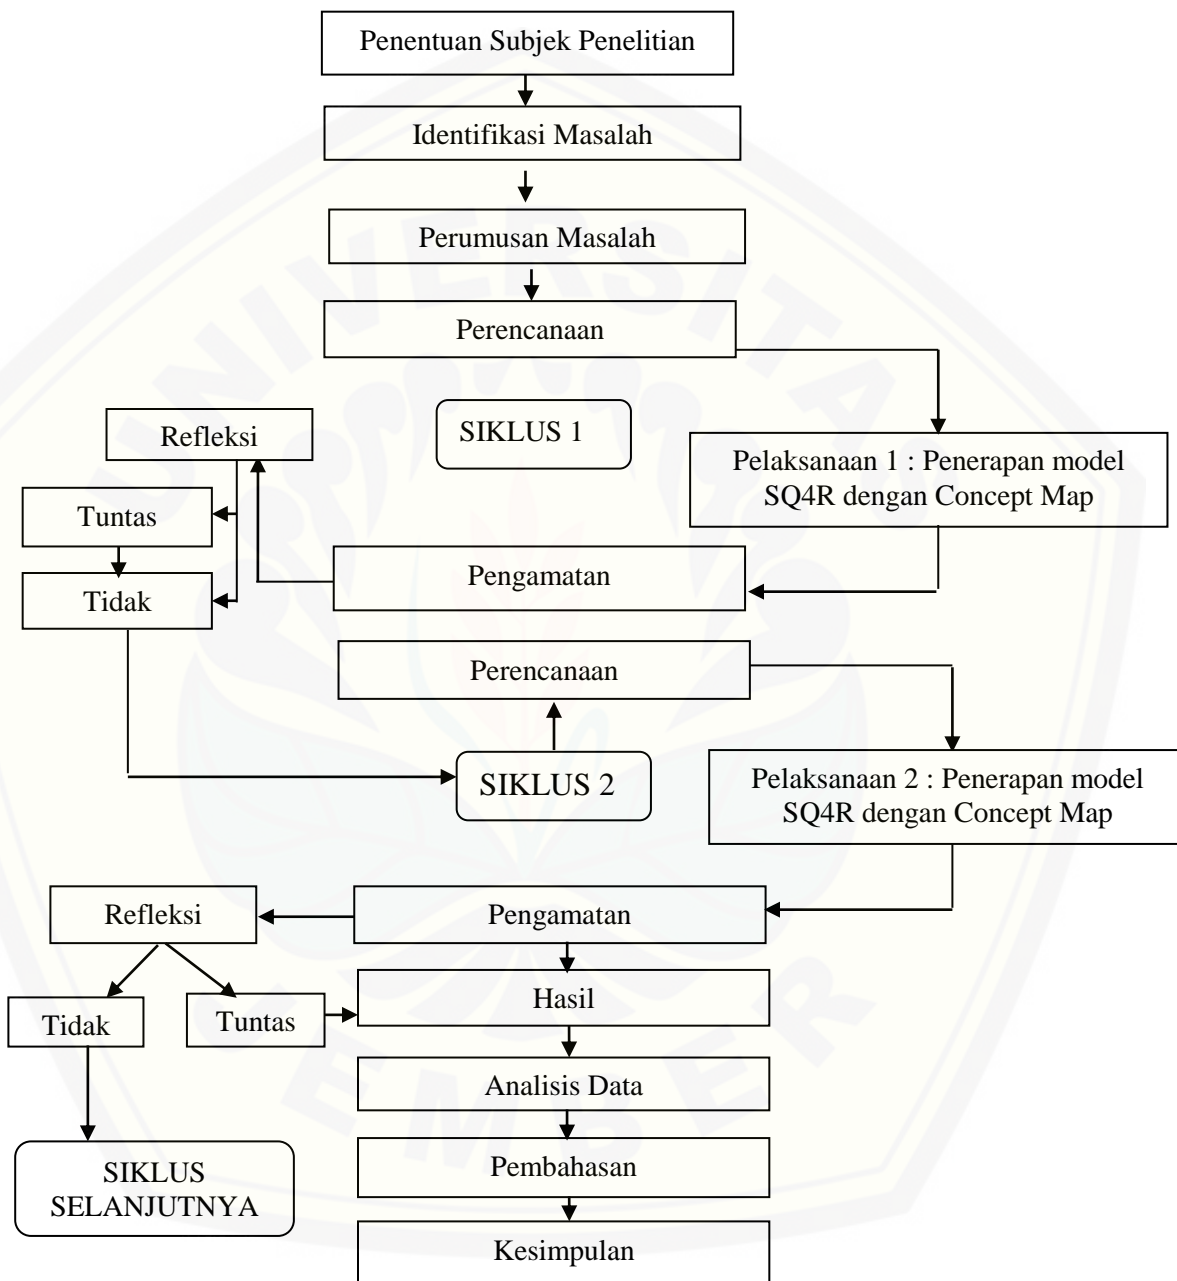 Penentuan Subjek Penelitian
Identifikasi Masalah
Perumusan Masalah
Perencanaan
SIKLUS 1
Refleksi
Pelaksanaan 1 : Penerapan model
SQ4R dengan Concept Map
Tuntas
Pengamatan
Tidak
Perencanaan
SIKLUS 2
Pelaksanaan 2 : Penerapan model
SQ4R dengan Concept Map
Refleksi
Pengamatan
Hasil
Tidak
Tuntas
Analisis Data
Pembahasan
SIKLUS
SELANJUTNYA
Kesimpulan
UNIVERSITAS
JEMBER